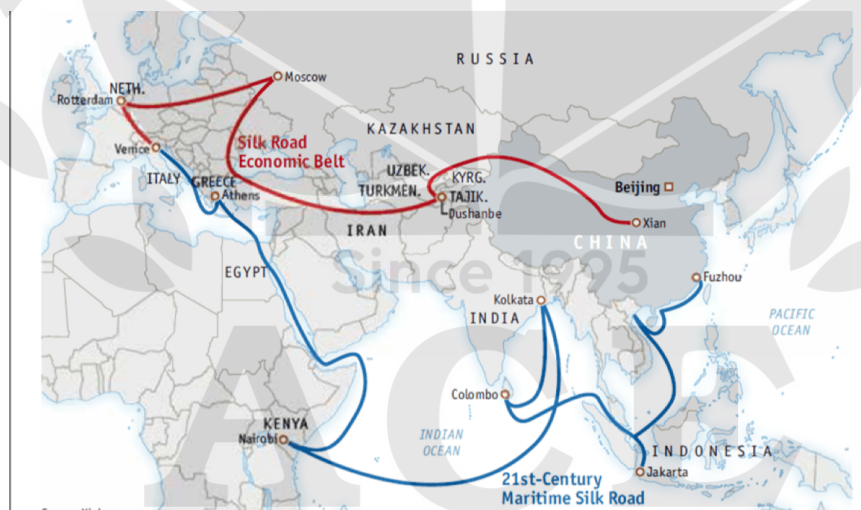 RUSSIA
Moscow
NETH.
Rotterdam
KAZAKHSTAN
Silk Road
Economic Belt
Venice
UZBEK.
KYRG.
ITALY
GREECE
Athens
TURKMEN.
TAJIK.
Dushanbe
Beijing
Xian
IRAN
CHINA
EGYPT
Since 1995
Fuzhou
Kolkata
INDIA
PACIFIC
OCEAN
ACE
Colombo
KENYA
Nairobi
INDIAN
OCEAN
INDONESIA
Jakarta
21st-Century
Maritime Silk Road